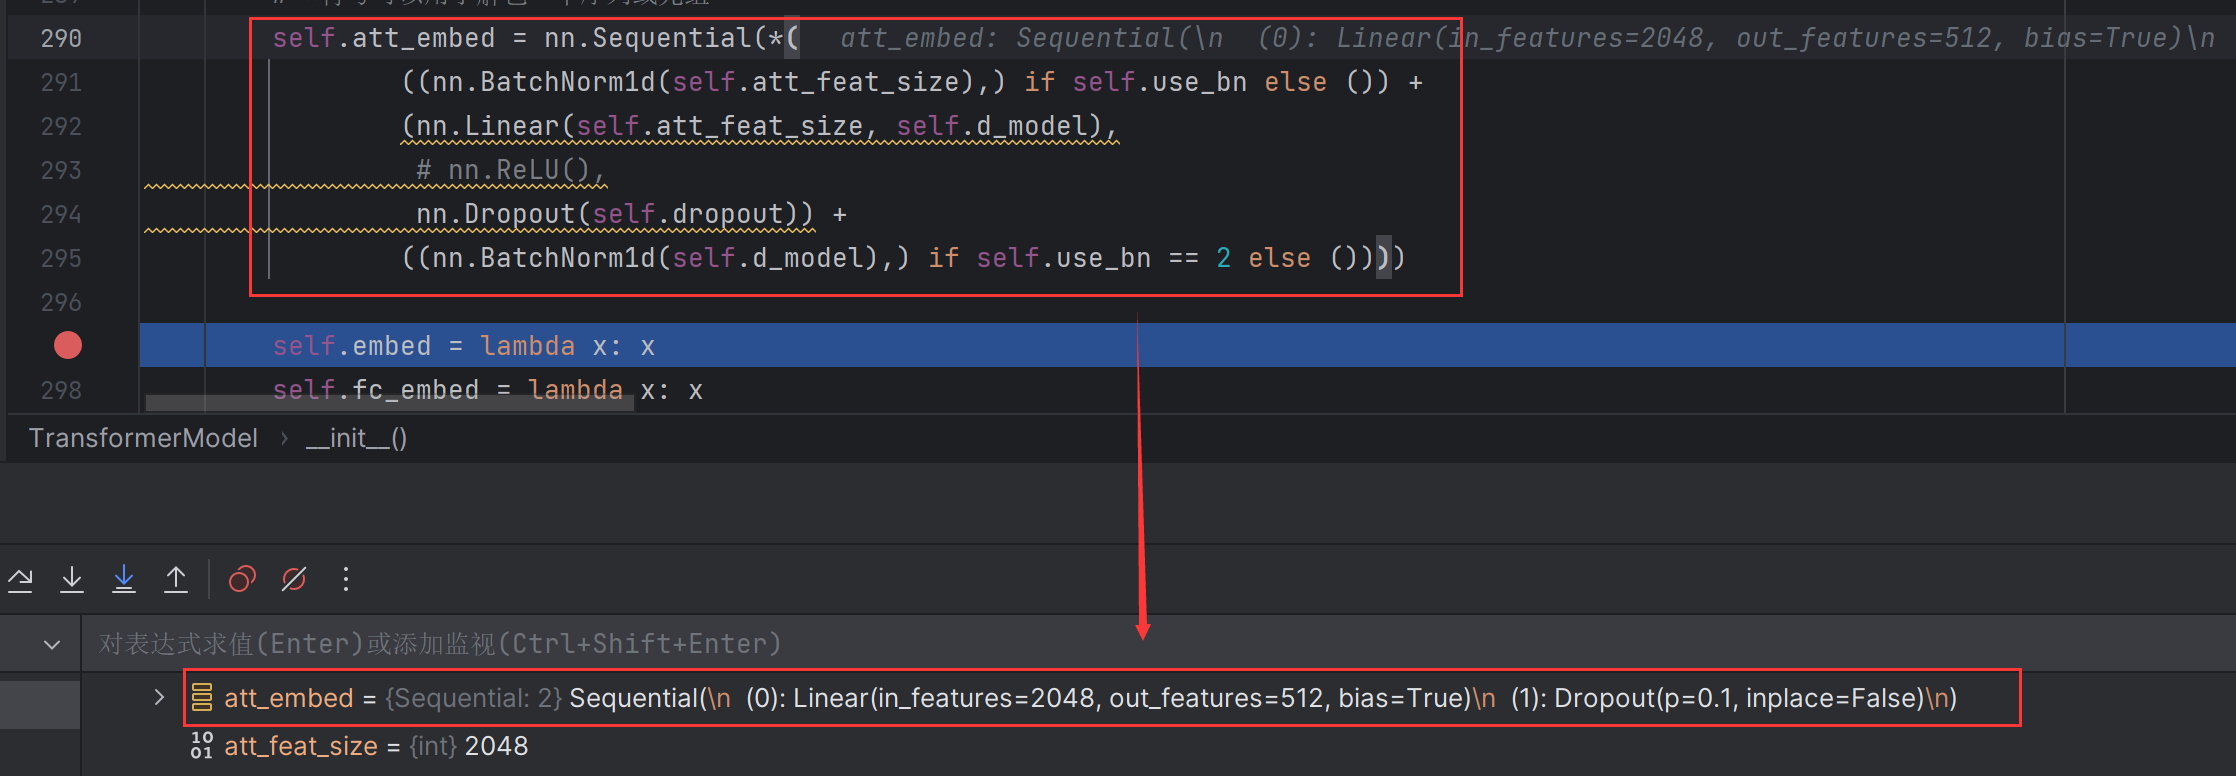 290 self.att_embed = nn.Sequential(*( att_embed: Sequential(\n (0): Linear(in_features=2048, out_features=512, bias=True)\n
291 ((nn.BatchNorm1d(self.att_feat_size),) if self.use_bn else ()) +
292 (nn.Linear(self.att_feat_size, self.d_model),
293 # nn.ReLU(),
294 nn.Dropout(self.dropout)) +
295 ((nn.BatchNorm1d(self.d_model),) if self.use_bn == 2 else ())))
296
self.embed = lambda x: x
298 self.fc_embed = lambda x: x
TransformerModel › __init__()
对表达式求值(Enter)或添加监视(Ctrl+Shift+Enter)
att_embed = {Sequential: 2} Sequential(\n (0): Linear(in_features=2048, out_features=512, bias=True)\n (1): Dropout(p=0.1, inplace=False)\n)
att_feat_size = {int} 2048